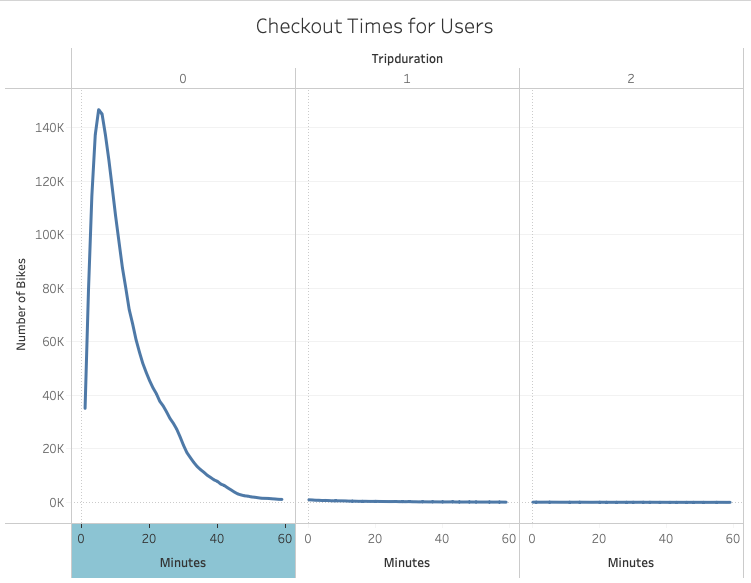 Checkout Times for Users
Tripduration
0 1 2
Number of Bikes
140K
120K
100K
80K
60K
40K
20K
0K
0 20 40 60 0 20 40 60 0 20 40 60
Minutes Minutes Minutes